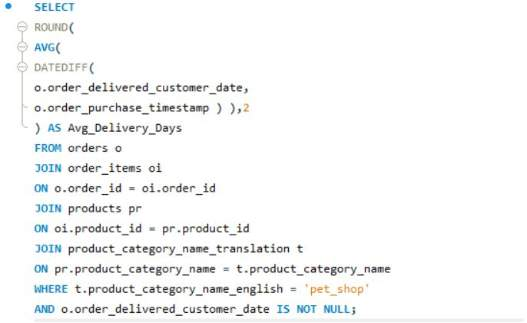 SELECT
ROUND(
AVG(
DATEDIFF(
o.order_delivered_customer_date,
o.order_purchase_timestamp ) ),2
) AS Avg_Delivery_Days
FROM orders o
JOIN order_items oi
ON o.order_id = oi.order_id
JOIN products pr
ON oi.product_id = pr.product_id
JOIN product_category_name_translation t
ON pr.product_category_name = t.product_category_name
WHERE t.product_category_name_english = 'pet_shop'
AND o.order_delivered_customer_date IS NOT NULL;